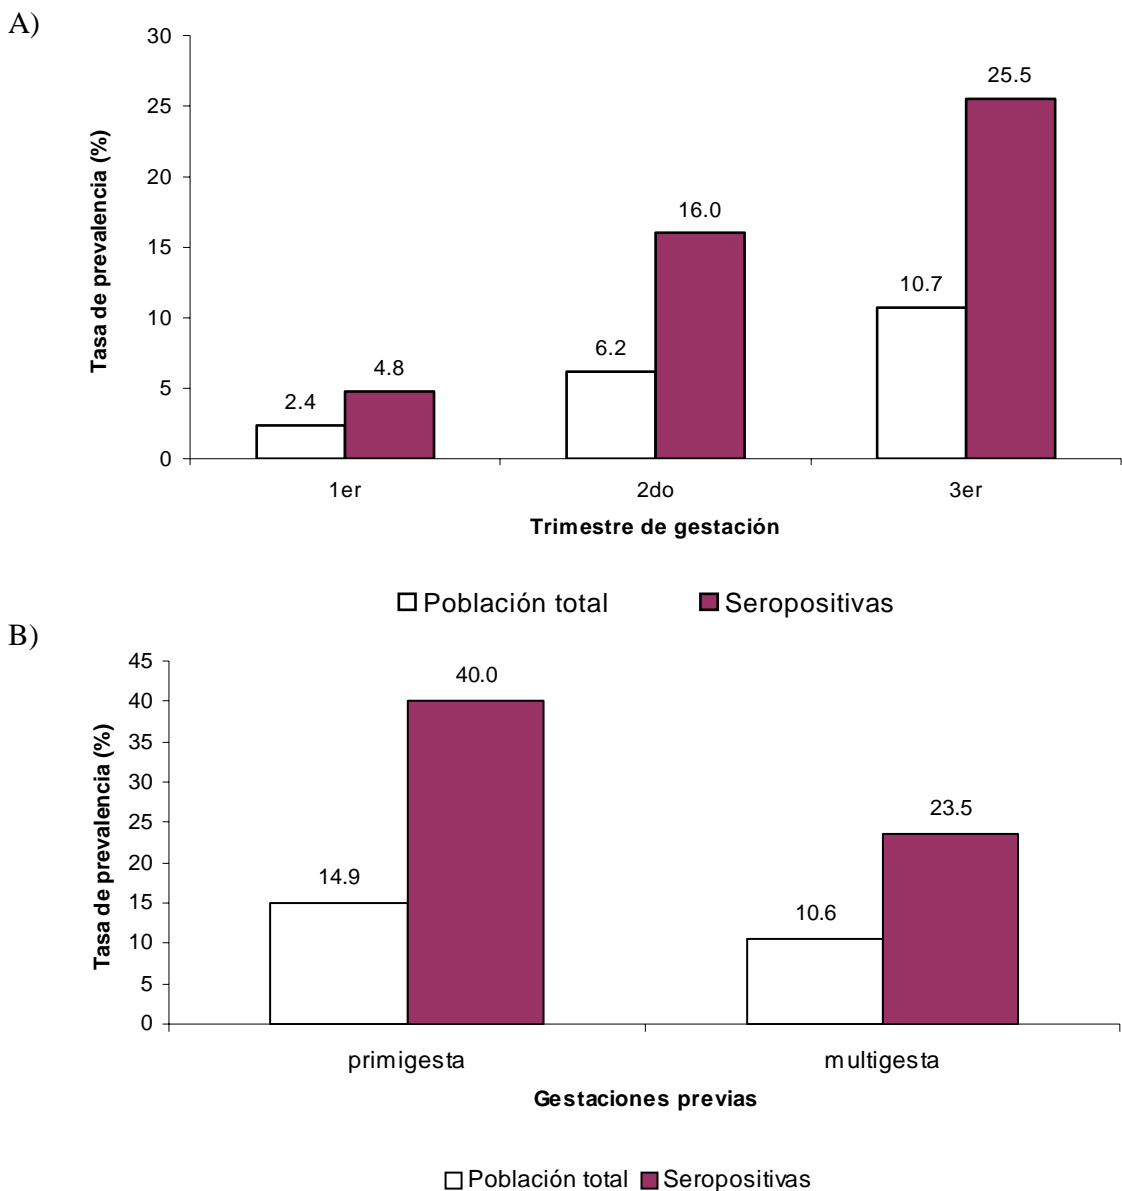 A)
Tasa de prevalencia (%)
30
25
20
15
10
5
0
2.4
4.8
6.2
16.0
10.7
25.5
1er 2do 3er
Trimestre de gestación
Población total Seropositivas
B)
Tasa de prevalencia (%)
45
40
35
30
25
20
15
10
5
0
14.9
40.0
10.6
23.5
primigesta multigesta
Gestaciones previas
Población total Seropositivas